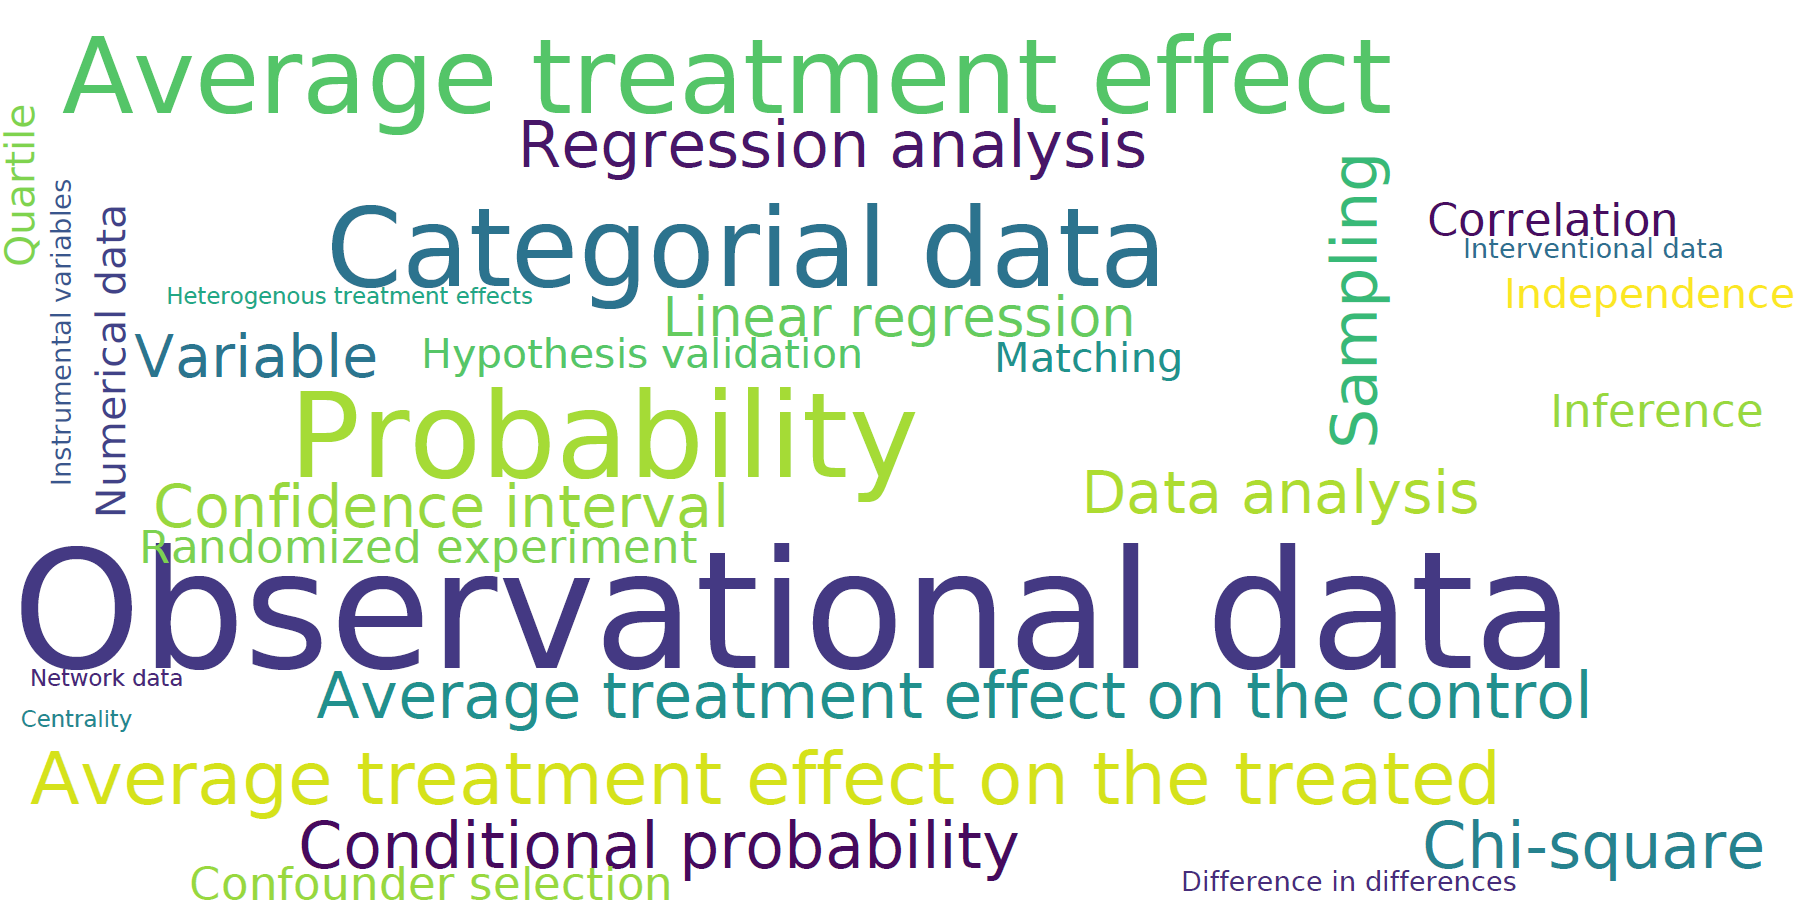 Average treatment effect
Regression analysis
Quartile
Instrumental variables
Numerical data
Categorial data
Sampling
Correlation
Interventional data
Heterogenous treatment effects
Independence
Linear regression
Variable
Hypothesis validation
Matching
Probability
Inference
Confidence interval
Data analysis
Randomized experiment
Observational data
Network data
Average treatment effect on the control
Centrality
Average treatment effect on the treated
Conditional probability
Chi-square
Confounder selection
Difference in differences